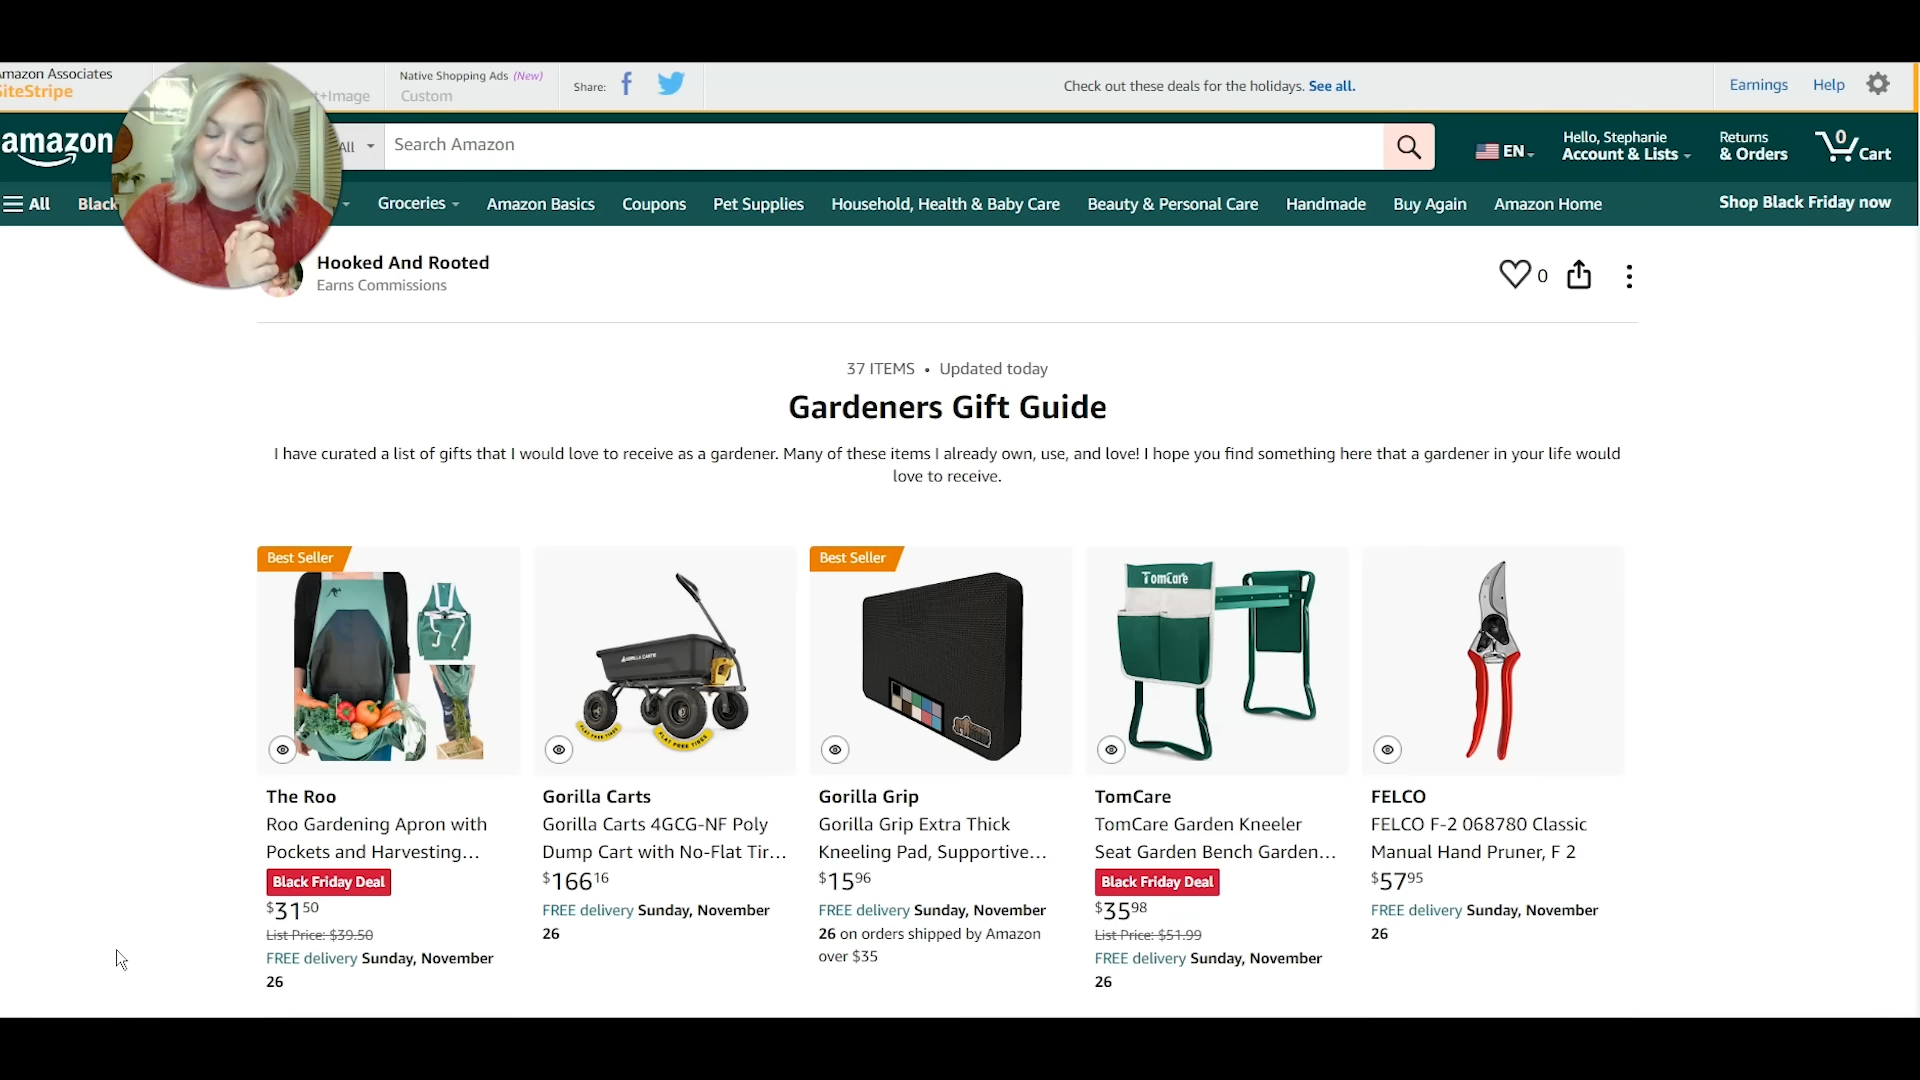 Amazon Associates
SiteStripe
t+Image
Native Shopping Ads (New)
Custom
Share:
Check out these deals for the holidays. See all.
Earnings
Help
amazon
All
Search Amazon
EN
Hello, Stephanie
Account & Lists
Returns
& Orders
0
Cart
All
Black
Groceries
Amazon Basics
Coupons
Pet Supplies
Household, Health & Baby Care
Beauty & Personal Care
Handmade
Buy Again
Amazon Home
Shop Black Friday now
Hooked And Rooted
Earns Commissions
0
37 ITEMS • Updated today
Gardeners Gift Guide
I have curated a list of gifts that I would love to receive as a gardener. Many of these items I already own, use, and love! I hope you find something here that a gardener in your life would
love to receive.
Best Seller
The Roo
Roo Gardening Apron with
Pockets and Harvesting...
Black Friday Deal
$31 50
List Price: $39.50
FREE delivery Sunday, November
26
GORILLA CARTS
FLAT FREE TIRES
FLAT FREE TIRES
Gorilla Carts
Gorilla Carts 4GCG-NF Poly
Dump Cart with No-Flat Tir...
$166 16
FREE delivery Sunday, November
26
Best Seller
Gorilla Grip
Gorilla Grip Extra Thick
Kneeling Pad, Supportive...
$15 96
FREE delivery Sunday, November
26 on orders shipped by Amazon
over $35
TomCare
TomCare
TomCare Garden Kneeler
Seat Garden Bench Garden...
Black Friday Deal
$35 98
List Price: $51.99
FREE delivery Sunday, November
26
FELCO
FELCO F-2 068780 Classic
Manual Hand Pruner, F 2
$57 95
FREE delivery Sunday, November
26